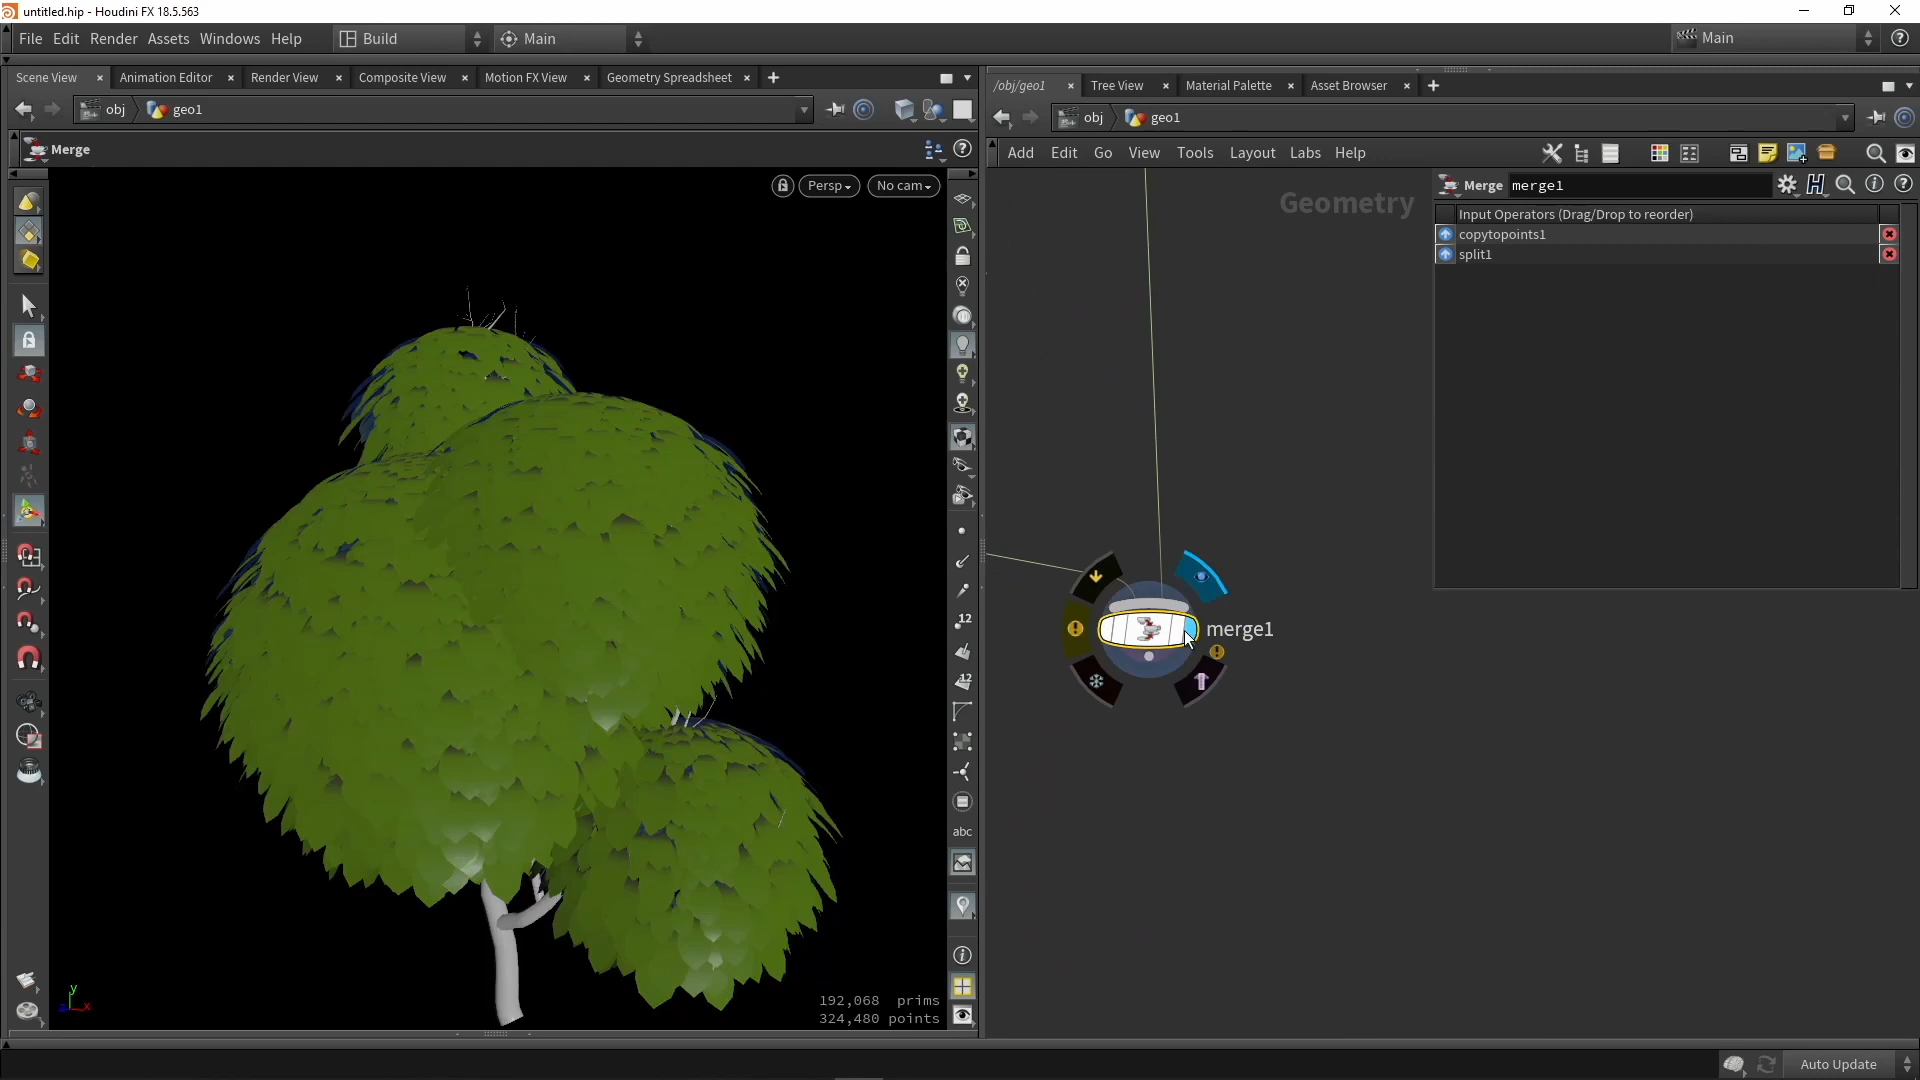 untitled.hip - Houdini FX 18.5.563
File Edit Render Assets Windows Help Build Main Main
Scene View Animation Editor Render View Composite View Motion FX View Geometry Spreadsheet
/obj/geo1 Tree View Material Palette Asset Browser
obj geo1
obj geo1
Merge
Add Edit Go View Tools Layout Labs Help
Persp No cam
Geometry
Merge merge1
Input Operators (Drag/Drop to reorder)
copytopoints1
split1
12
12
merge1
abc
y
x
192,068 prims
324,480 points
Auto Update